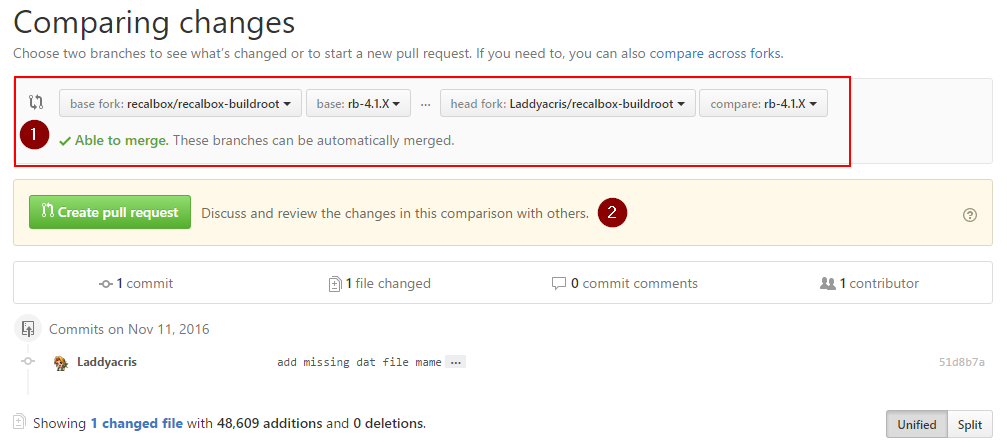 Comparing changes
Choose two branches to see what's changed or to start a new pull request. If you need to, you can also compare across forks.
base fork: recalbox/recalbox-buildroot base: rb-4.1.X ... head fork: Laddyacris/recalbox-buildroot compare: rb-4.1.X
1 Able to merge. These branches can be automatically merged.
Create pull request Discuss and review the changes in this comparison with others. 2 ?
1 commit 1 file changed 0 commit comments 1 contributor
Commits on Nov 11, 2016
Laddyacris add missing dat file mame ... 51d8b7a
Showing 1 changed file with 48,609 additions and 0 deletions. Unified Split